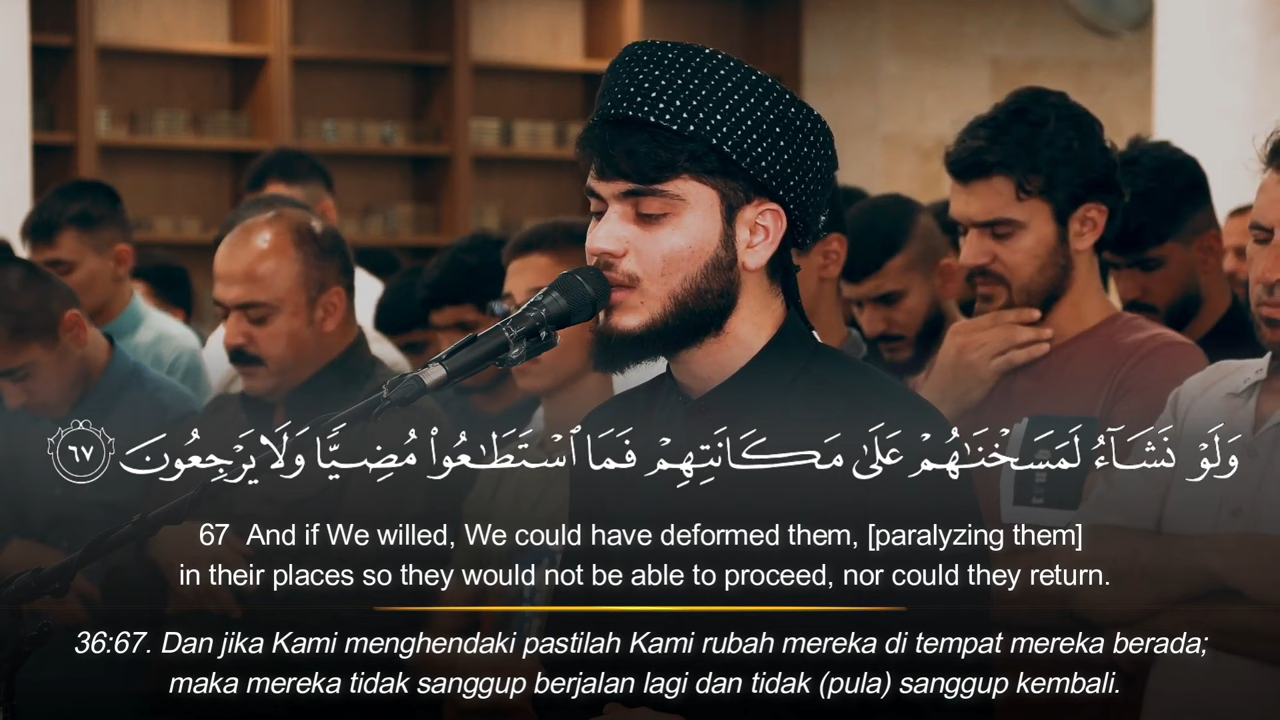 وَلَوْ نَشَآءُ لَمَسَخْنَٰهُمْ عَلَىٰ مَكَانَتِهِمْ فَمَا ٱسْتَطَٰعُوا۟ مُضِيًّا وَلَا يَرْجِعُونَ ٦٧
67 And if We willed, We could have deformed them, [paralyzing them]
in their places so they would not be able to proceed, nor could they return.
36:67. Dan jika Kami menghendaki pastilah Kami rubah mereka di tempat mereka berada;
maka mereka tidak sanggup berjalan lagi dan tidak (pula) sanggup kembali.